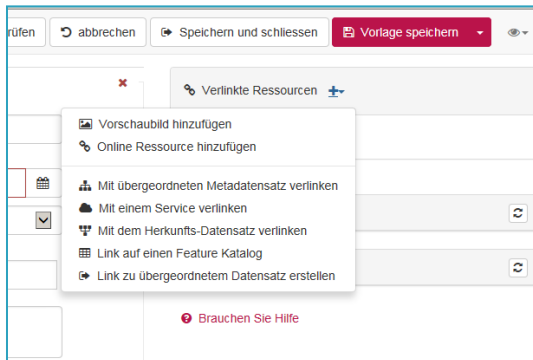 rüfen abbrechen Speichern und schliessen Vorlage speichern
Verlinkte Ressourcen
Vorschaubild hinzufügen
Online Ressource hinzufügen
Mit übergeordneten Metadatensatz verlinken
Mit einem Service verlinken
Mit dem Herkunfts-Datensatz verlinken
Link auf einen Feature Katalog
Link zu übergeordnetem Datensatz erstellen
Brauchen Sie Hilfe